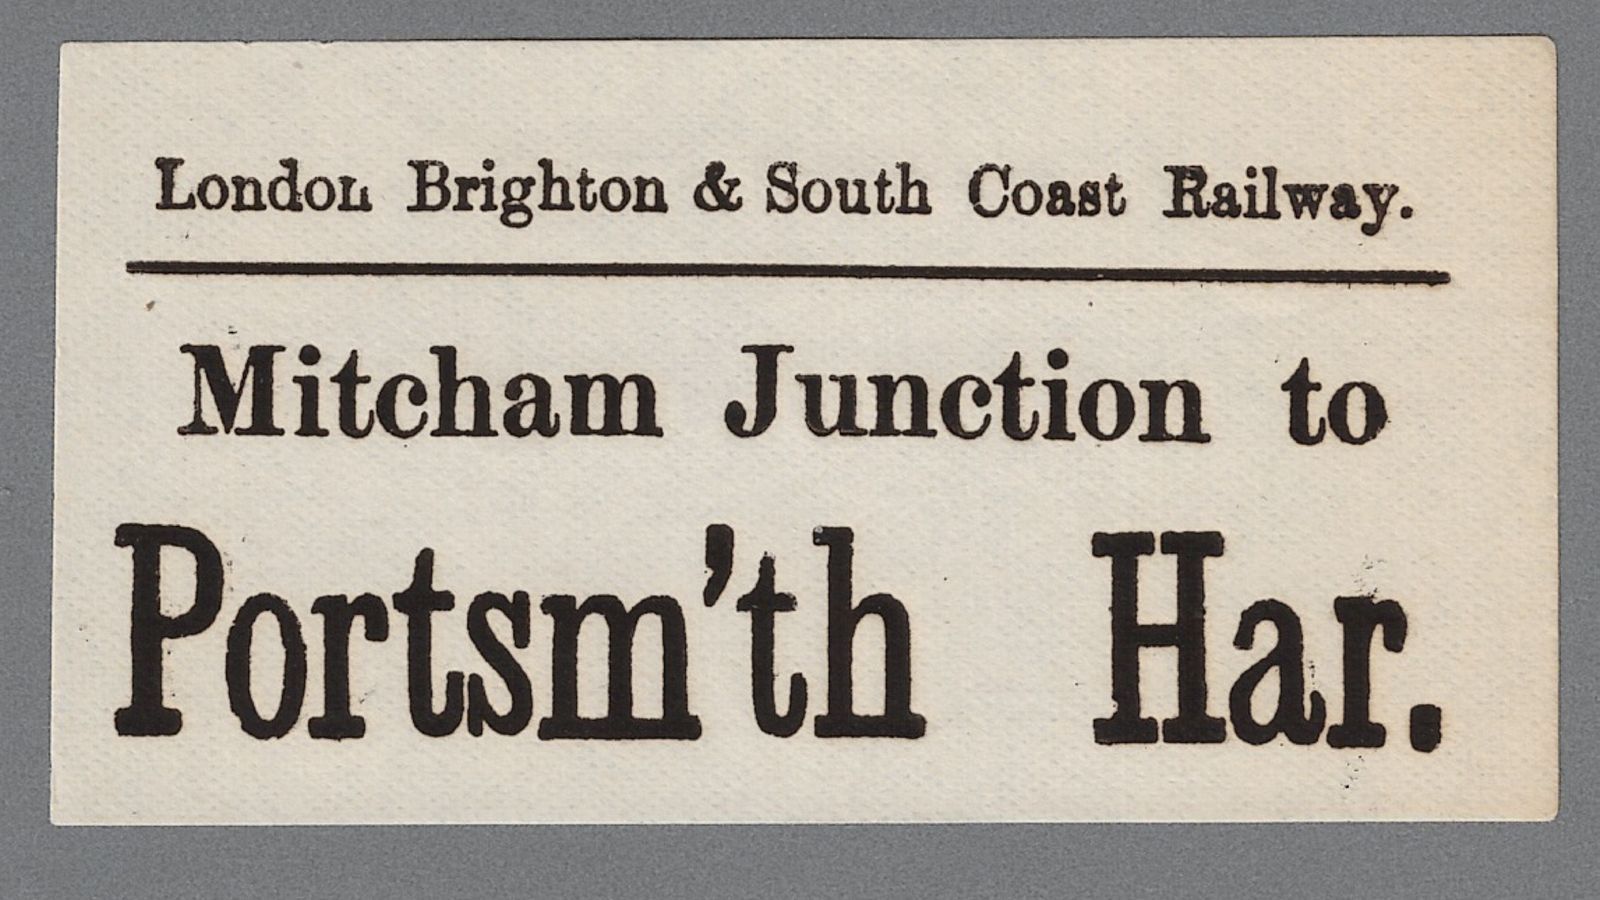 London Brighton & South Coast Railway.
Mitcham Junction to
Portsm'th Har.